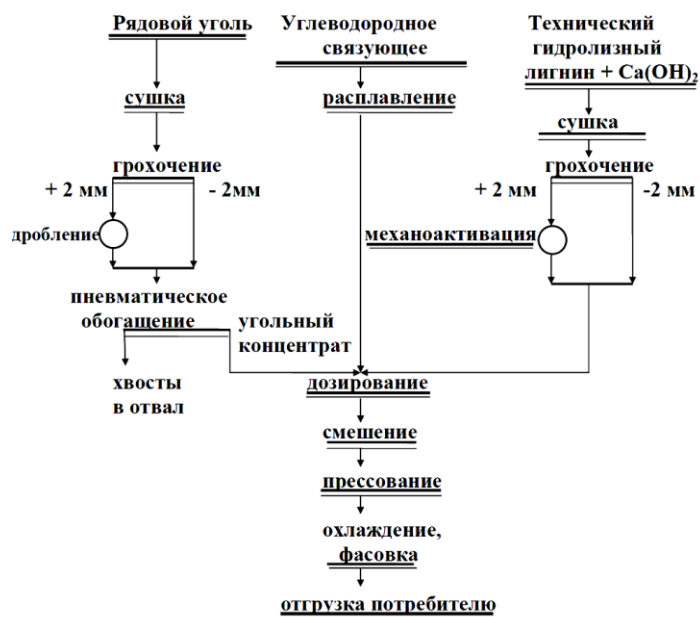 Рядовой уголь
сушка
грохочение
+ 2 мм
- 2мм
дробление
пневматическое
обогащение
угольный
концентрат
хвосты
в отвал
Углеводородное
связующее
расплавление
Технический
гидролизный
лигнин + Ca(OH)2
сушка
грохочение
+ 2 мм
-2 мм
механоактивация
дозирование
смешение
прессование
охлаждение,
фасовка
отгрузка потребителю